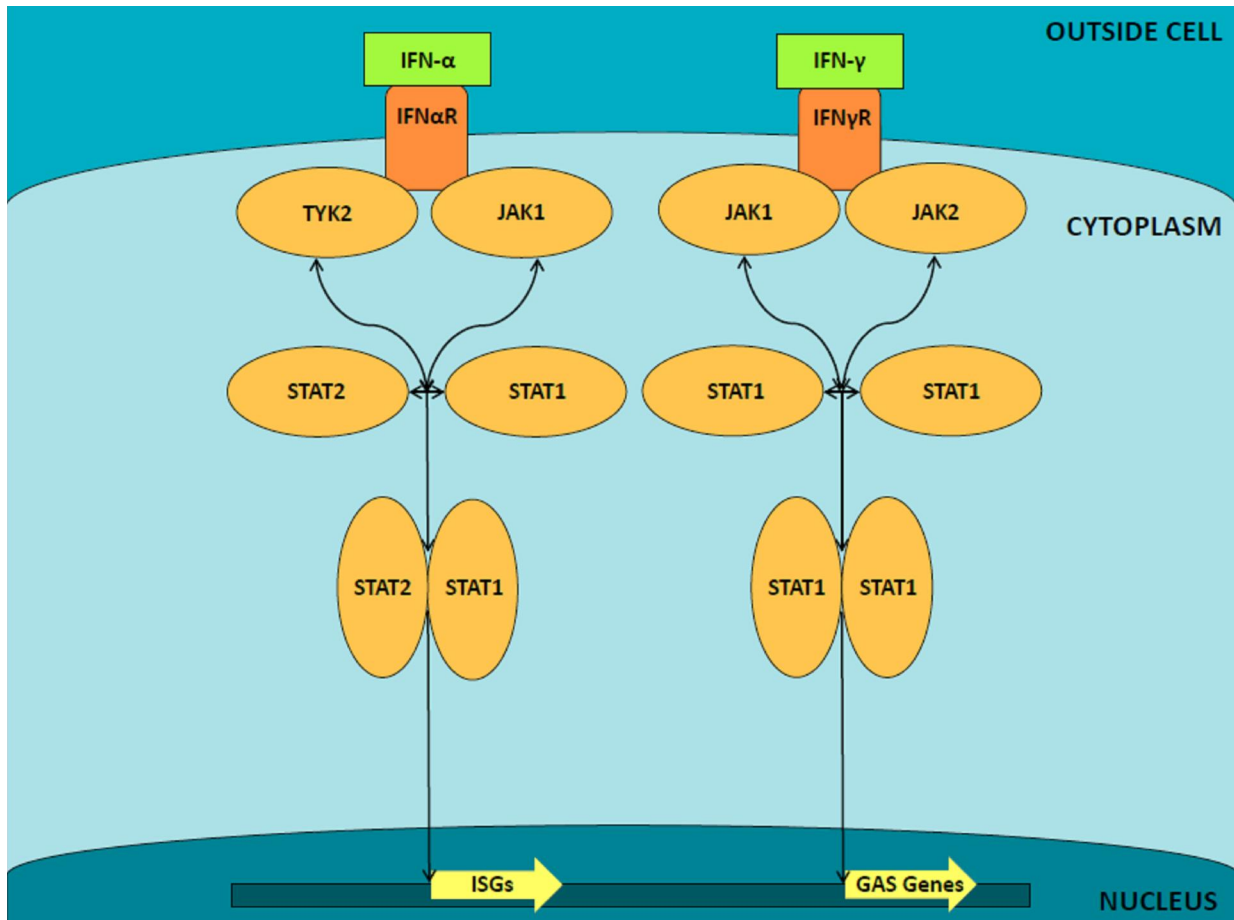 OUTSIDE CELL
IFN-α
IFN-γ
IFNαR
IFNγR
TYK2
JAK1
JAK1
JAK2
CYTOPLASM
STAT2
STAT1
STAT1
STAT1
STAT2
STAT1
STAT1
STAT1
ISGs
GAS Genes
NUCLEUS